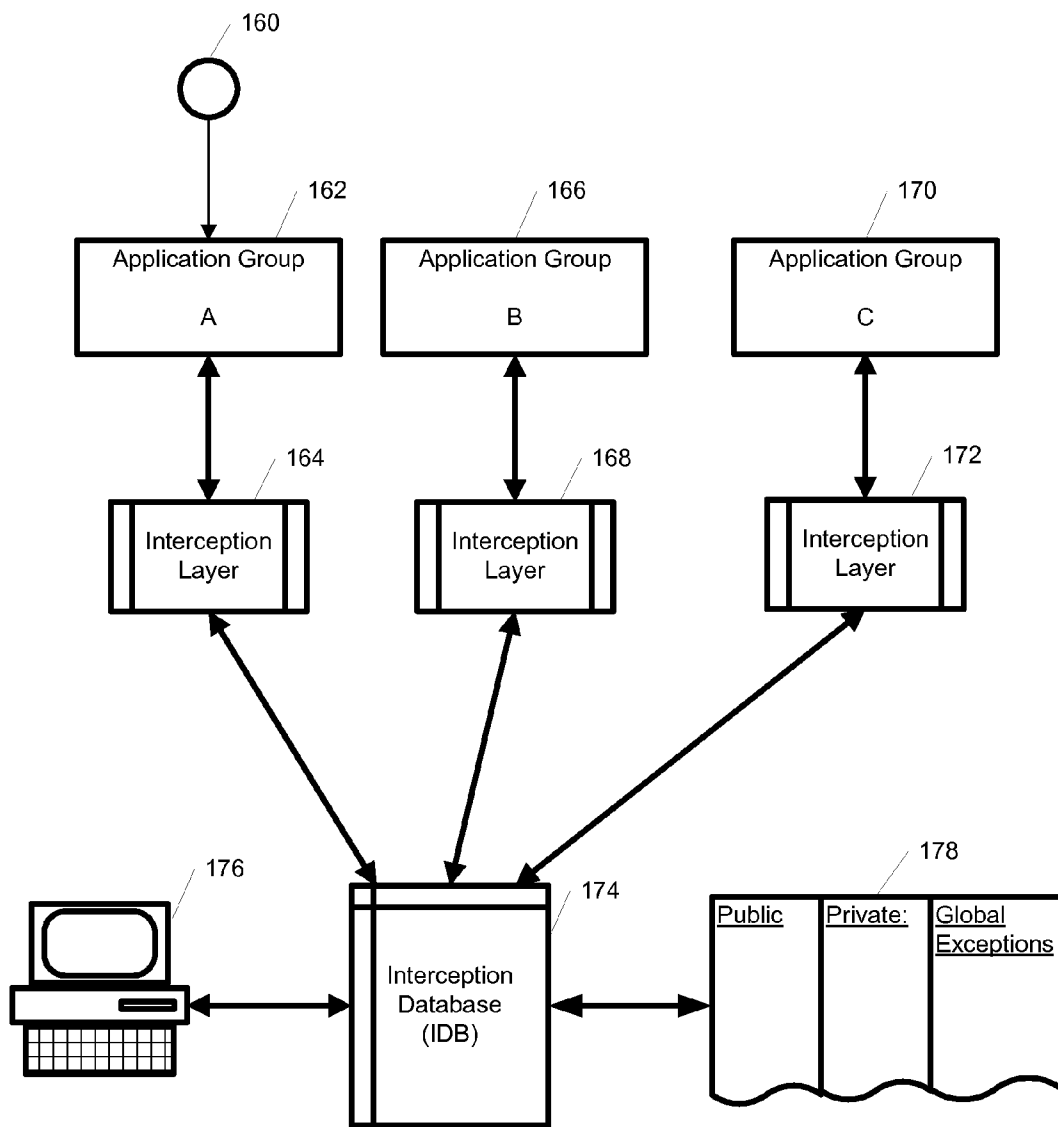 160
162
166
170
Application Group
A
Application Group
B
Application Group
C
164
168
172
Interception
Layer
Interception
Layer
Interception
Layer
176
174
178
Interception
Database
(IDB)
Public
Private:
Global
Exceptions